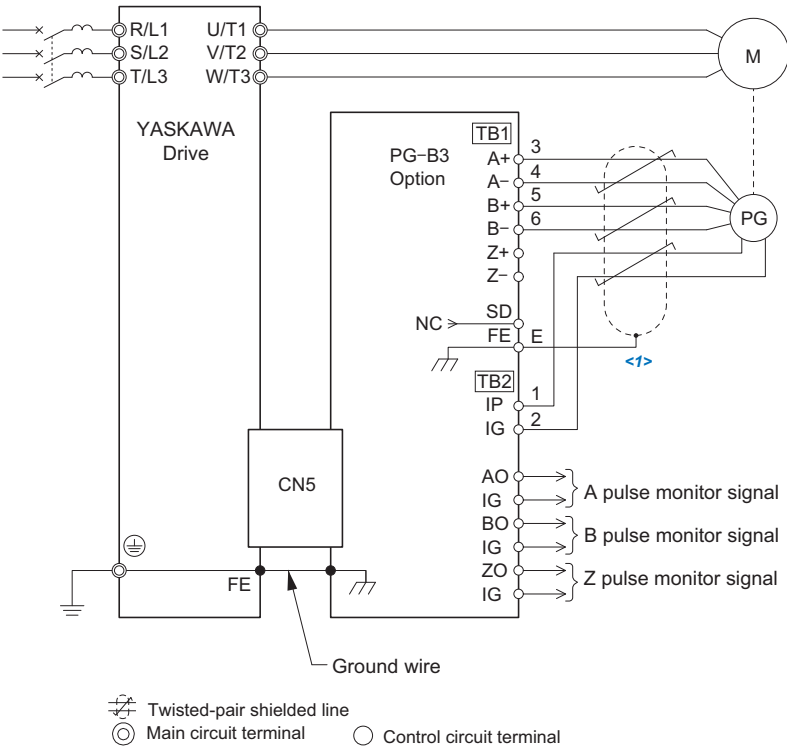 R/L1 U/T1
S/L2 V/T2
T/L3 W/T3
M
YASKAWA
Drive
PG−B3
Option
TB1
A+ 3
A− 4
B+ 5
B− 6
Z+
Z−
PG
NC SD
FE E
<1>
TB2
IP 1
IG 2
CN5
AO
IG
A pulse monitor signal
BO
IG
B pulse monitor signal
ZO
IG
Z pulse monitor signal
FE
Ground wire
Twisted-pair shielded line
Main circuit terminal
Control circuit terminal